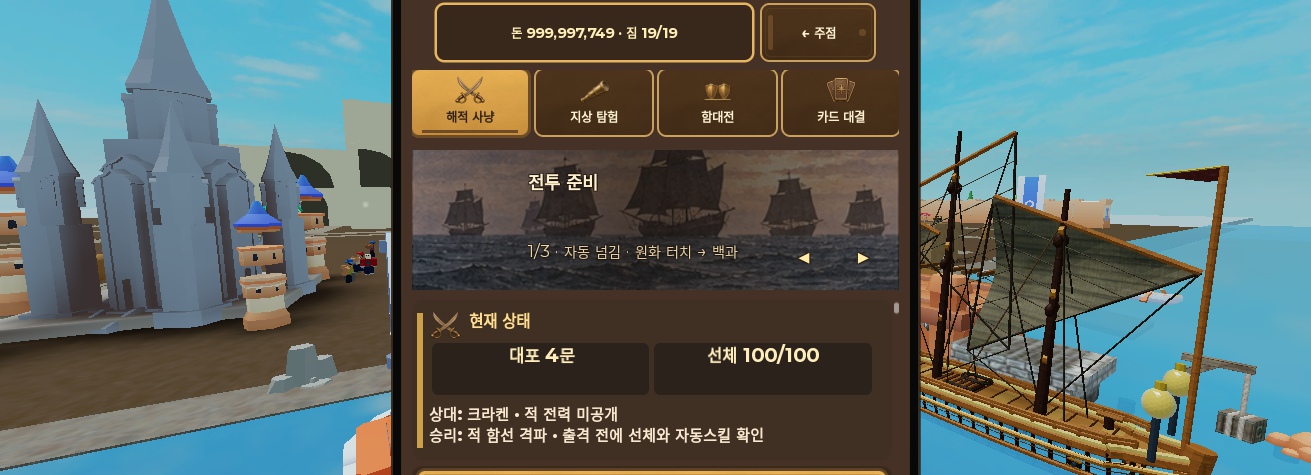 돈 999,997,749 · 짐 19/19
← 주점
해적 사냥
지상 탐험
함대전
카드 대결
전투 준비
1/3 · 자동 넘김 · 원화 터치 → 백과
현재 상태
대포 4문
선체 100/100
상대: 크라켄 • 적 전력 미공개
승리: 적 함선 격파 • 출격 전에 선체와 자동스킬 확인